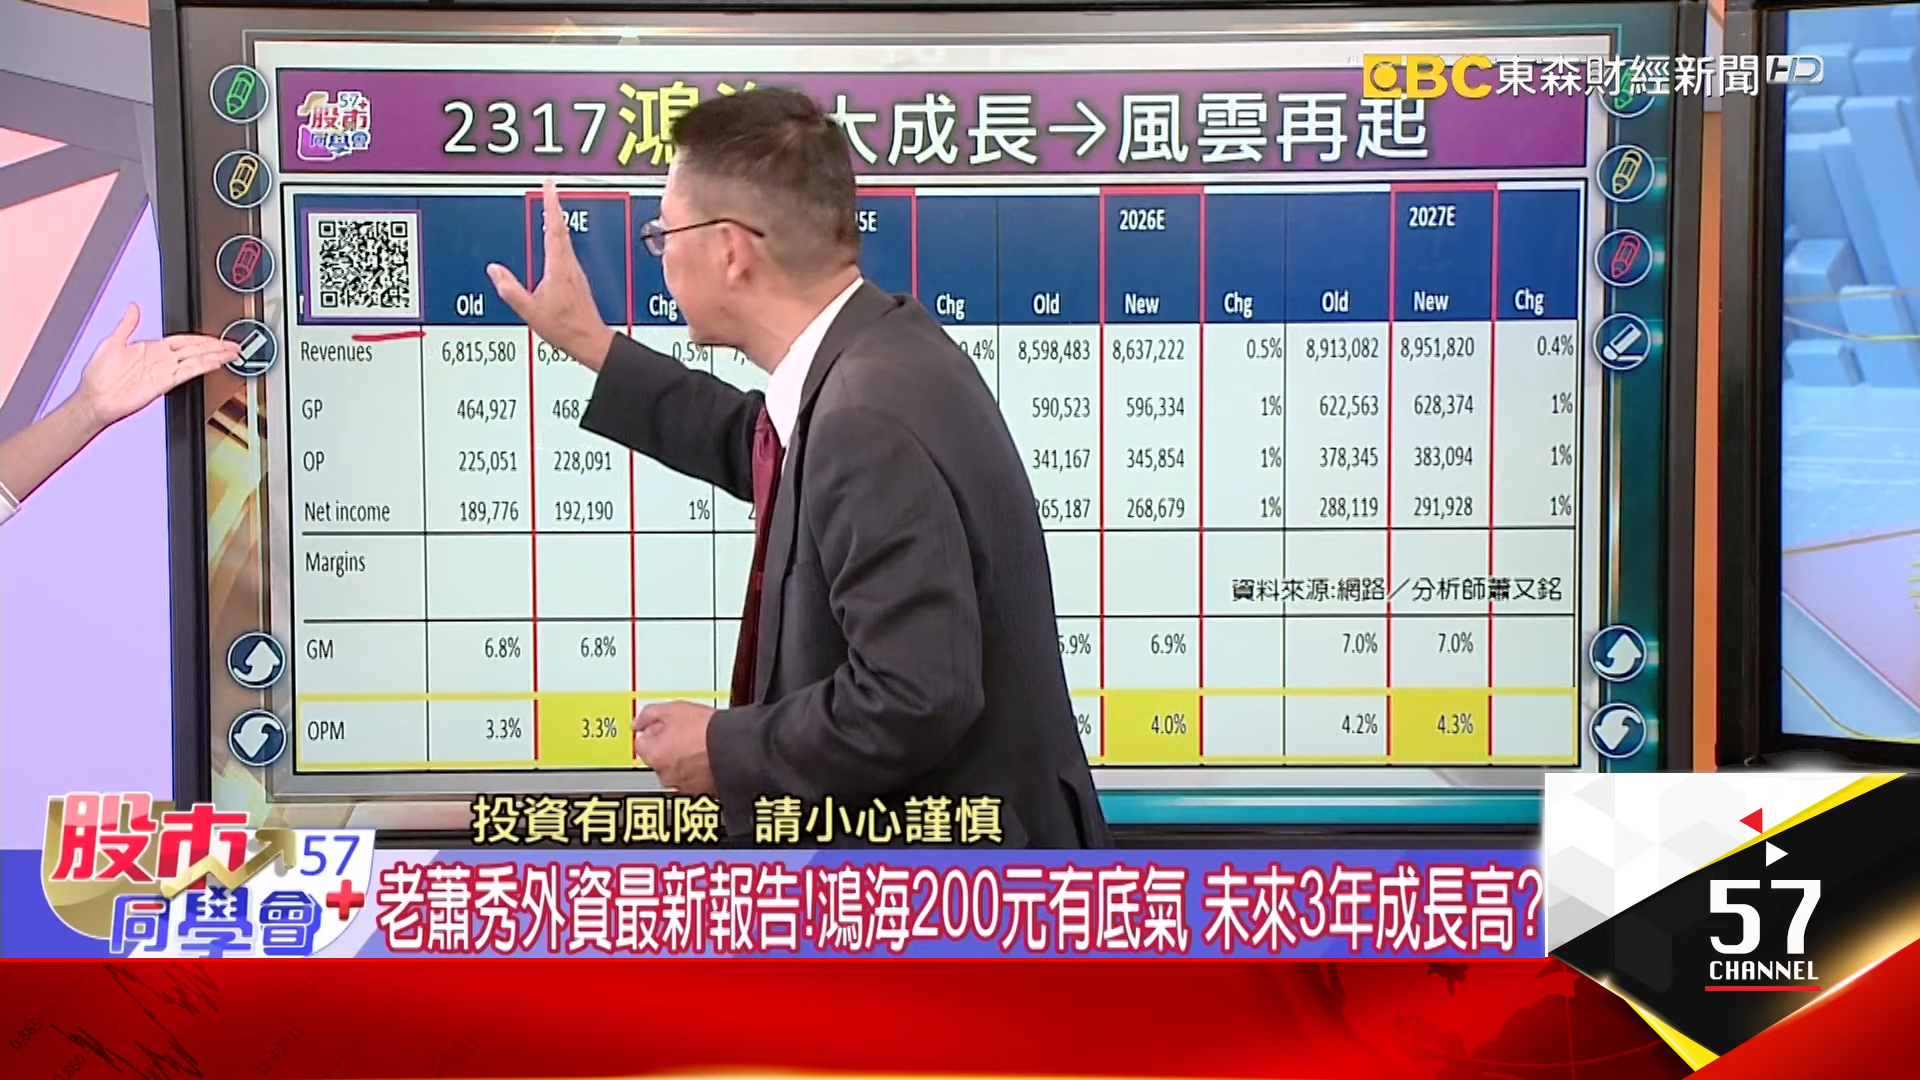 EBC 東森財經新聞 HD
57+
股市
同學會
2317鴻 大成長→風雲再起
2026E 2027E
Old Chg Chg Old New Chg Old New Chg
Revenues 6,815,580 0.5% 8,598,483 8,637,222 0.5% 8,913,082 8,951,820 0.4%
GP 464,927 468 590,523 596,334 1% 622,563 628,374 1%
OP 225,051 228,091 341,167 345,854 1% 378,345 383,094 1%
Net income 189,776 192,190 1% 268,679 1% 288,119 291,928 1%
Margins
資料來源:網路/分析師蕭又銘
GM 6.8% 6.8% 6.9% 7.0% 7.0%
OPM 3.3% 3.3% 4.0% 4.2% 4.3%
投資有風險 請小心謹慎
股市 57
同學會+
老蕭秀外資最新報告!鴻海200元有底氣 未來3年成長高?
57
CHANNEL